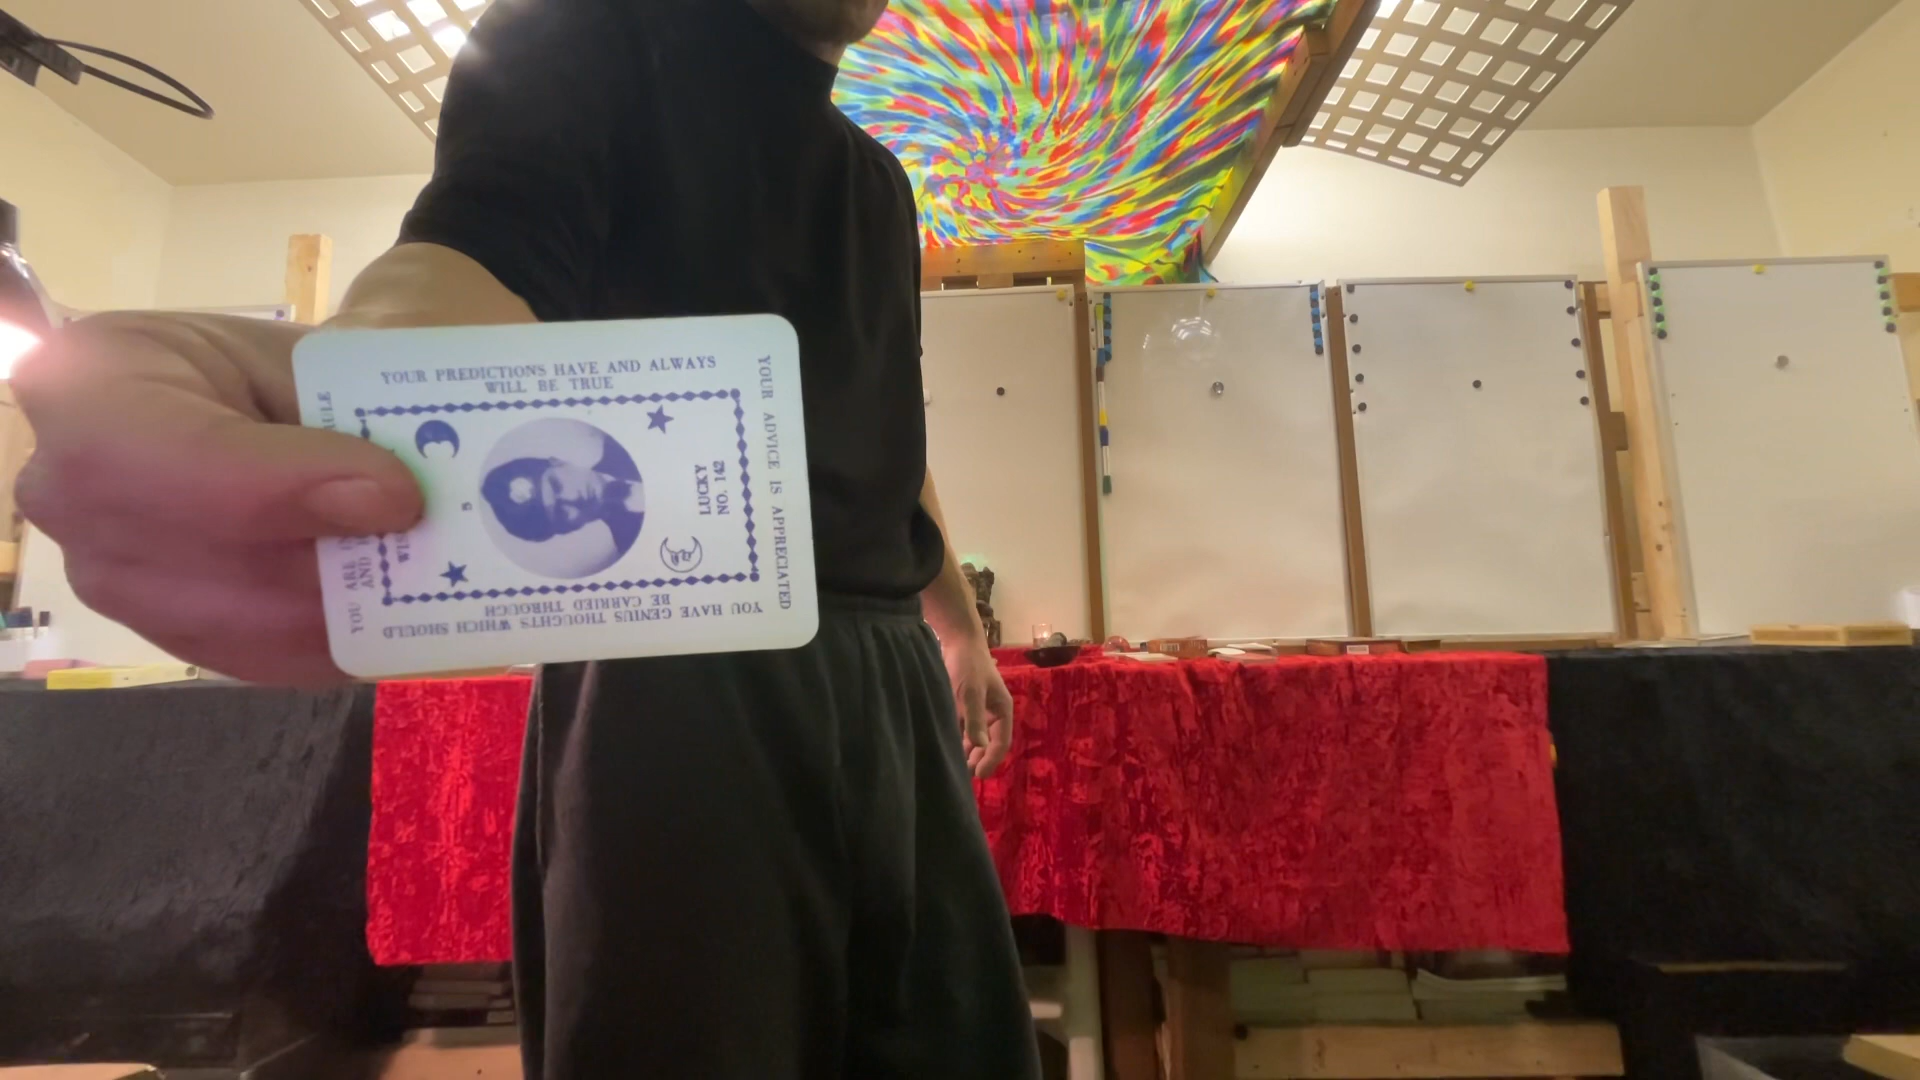 YOUR PREDICTIONS HAVE AND ALWAYS
WILL BE TRUE
YOUR ADVICE IS APPRECIATED
YOU HAVE GENIUS THOUGHTS WHICH SHOULD
BE CARRIED THROUGH
YOU ARE
AND
LUCKY
NO. 142